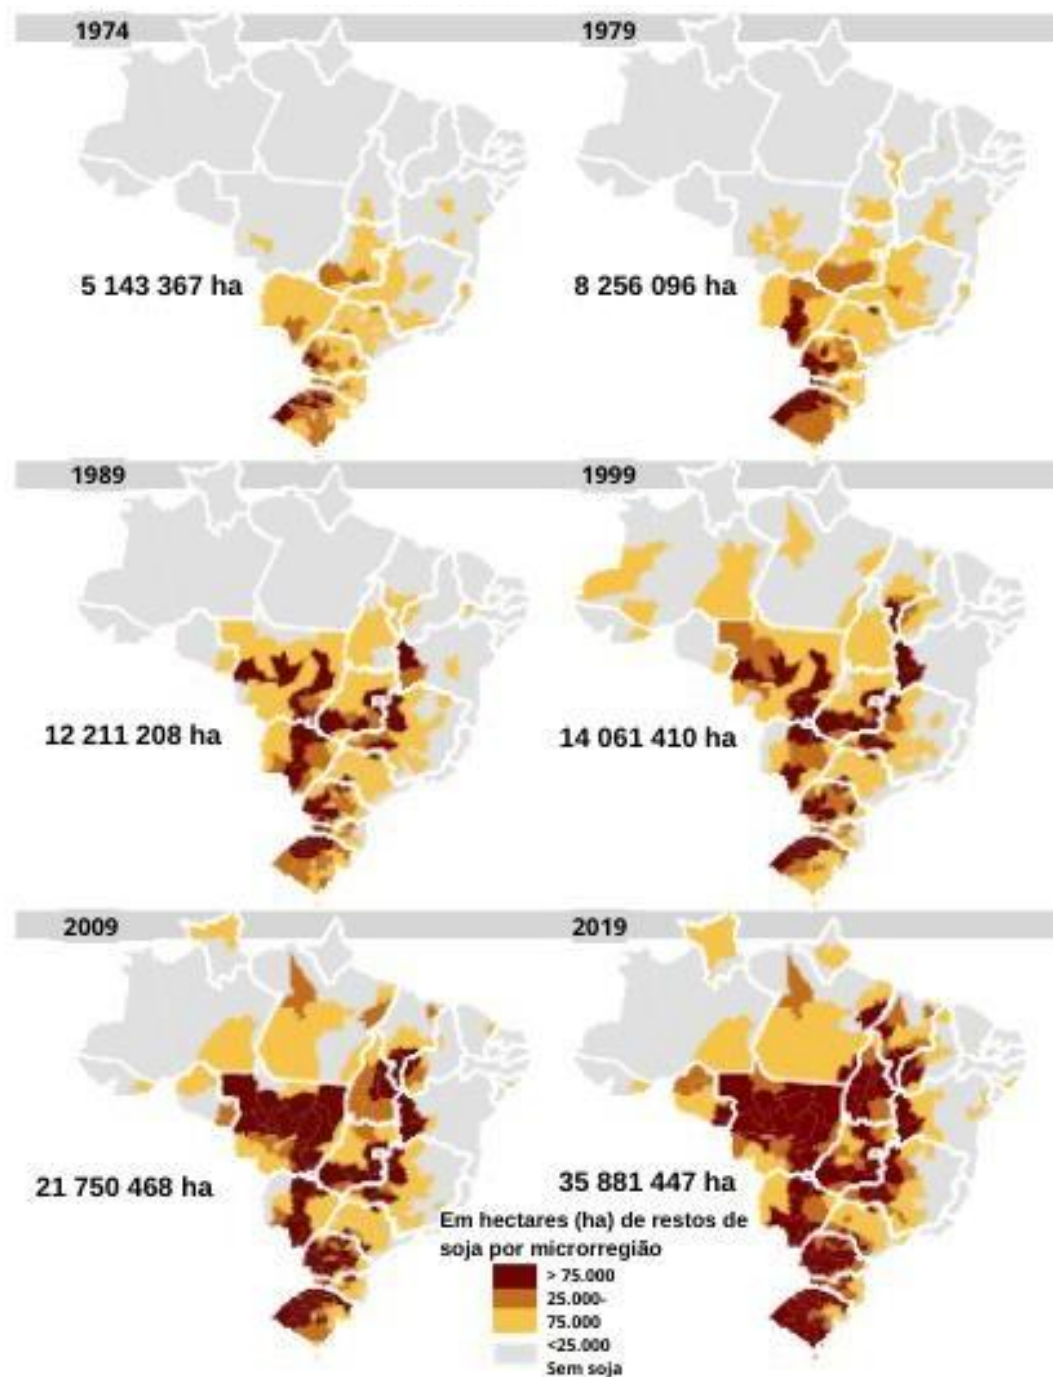 1974
1979
5 143 367 ha
8 256 096 ha
1989
1999
12 211 208 ha
14 061 410 ha
2009
2019
21 750 468 ha
35 881 447 ha
Em hectares (ha) de restos de
soja por microrregião
> 75.000
25.000-
75.000
<25.000
Sem soja